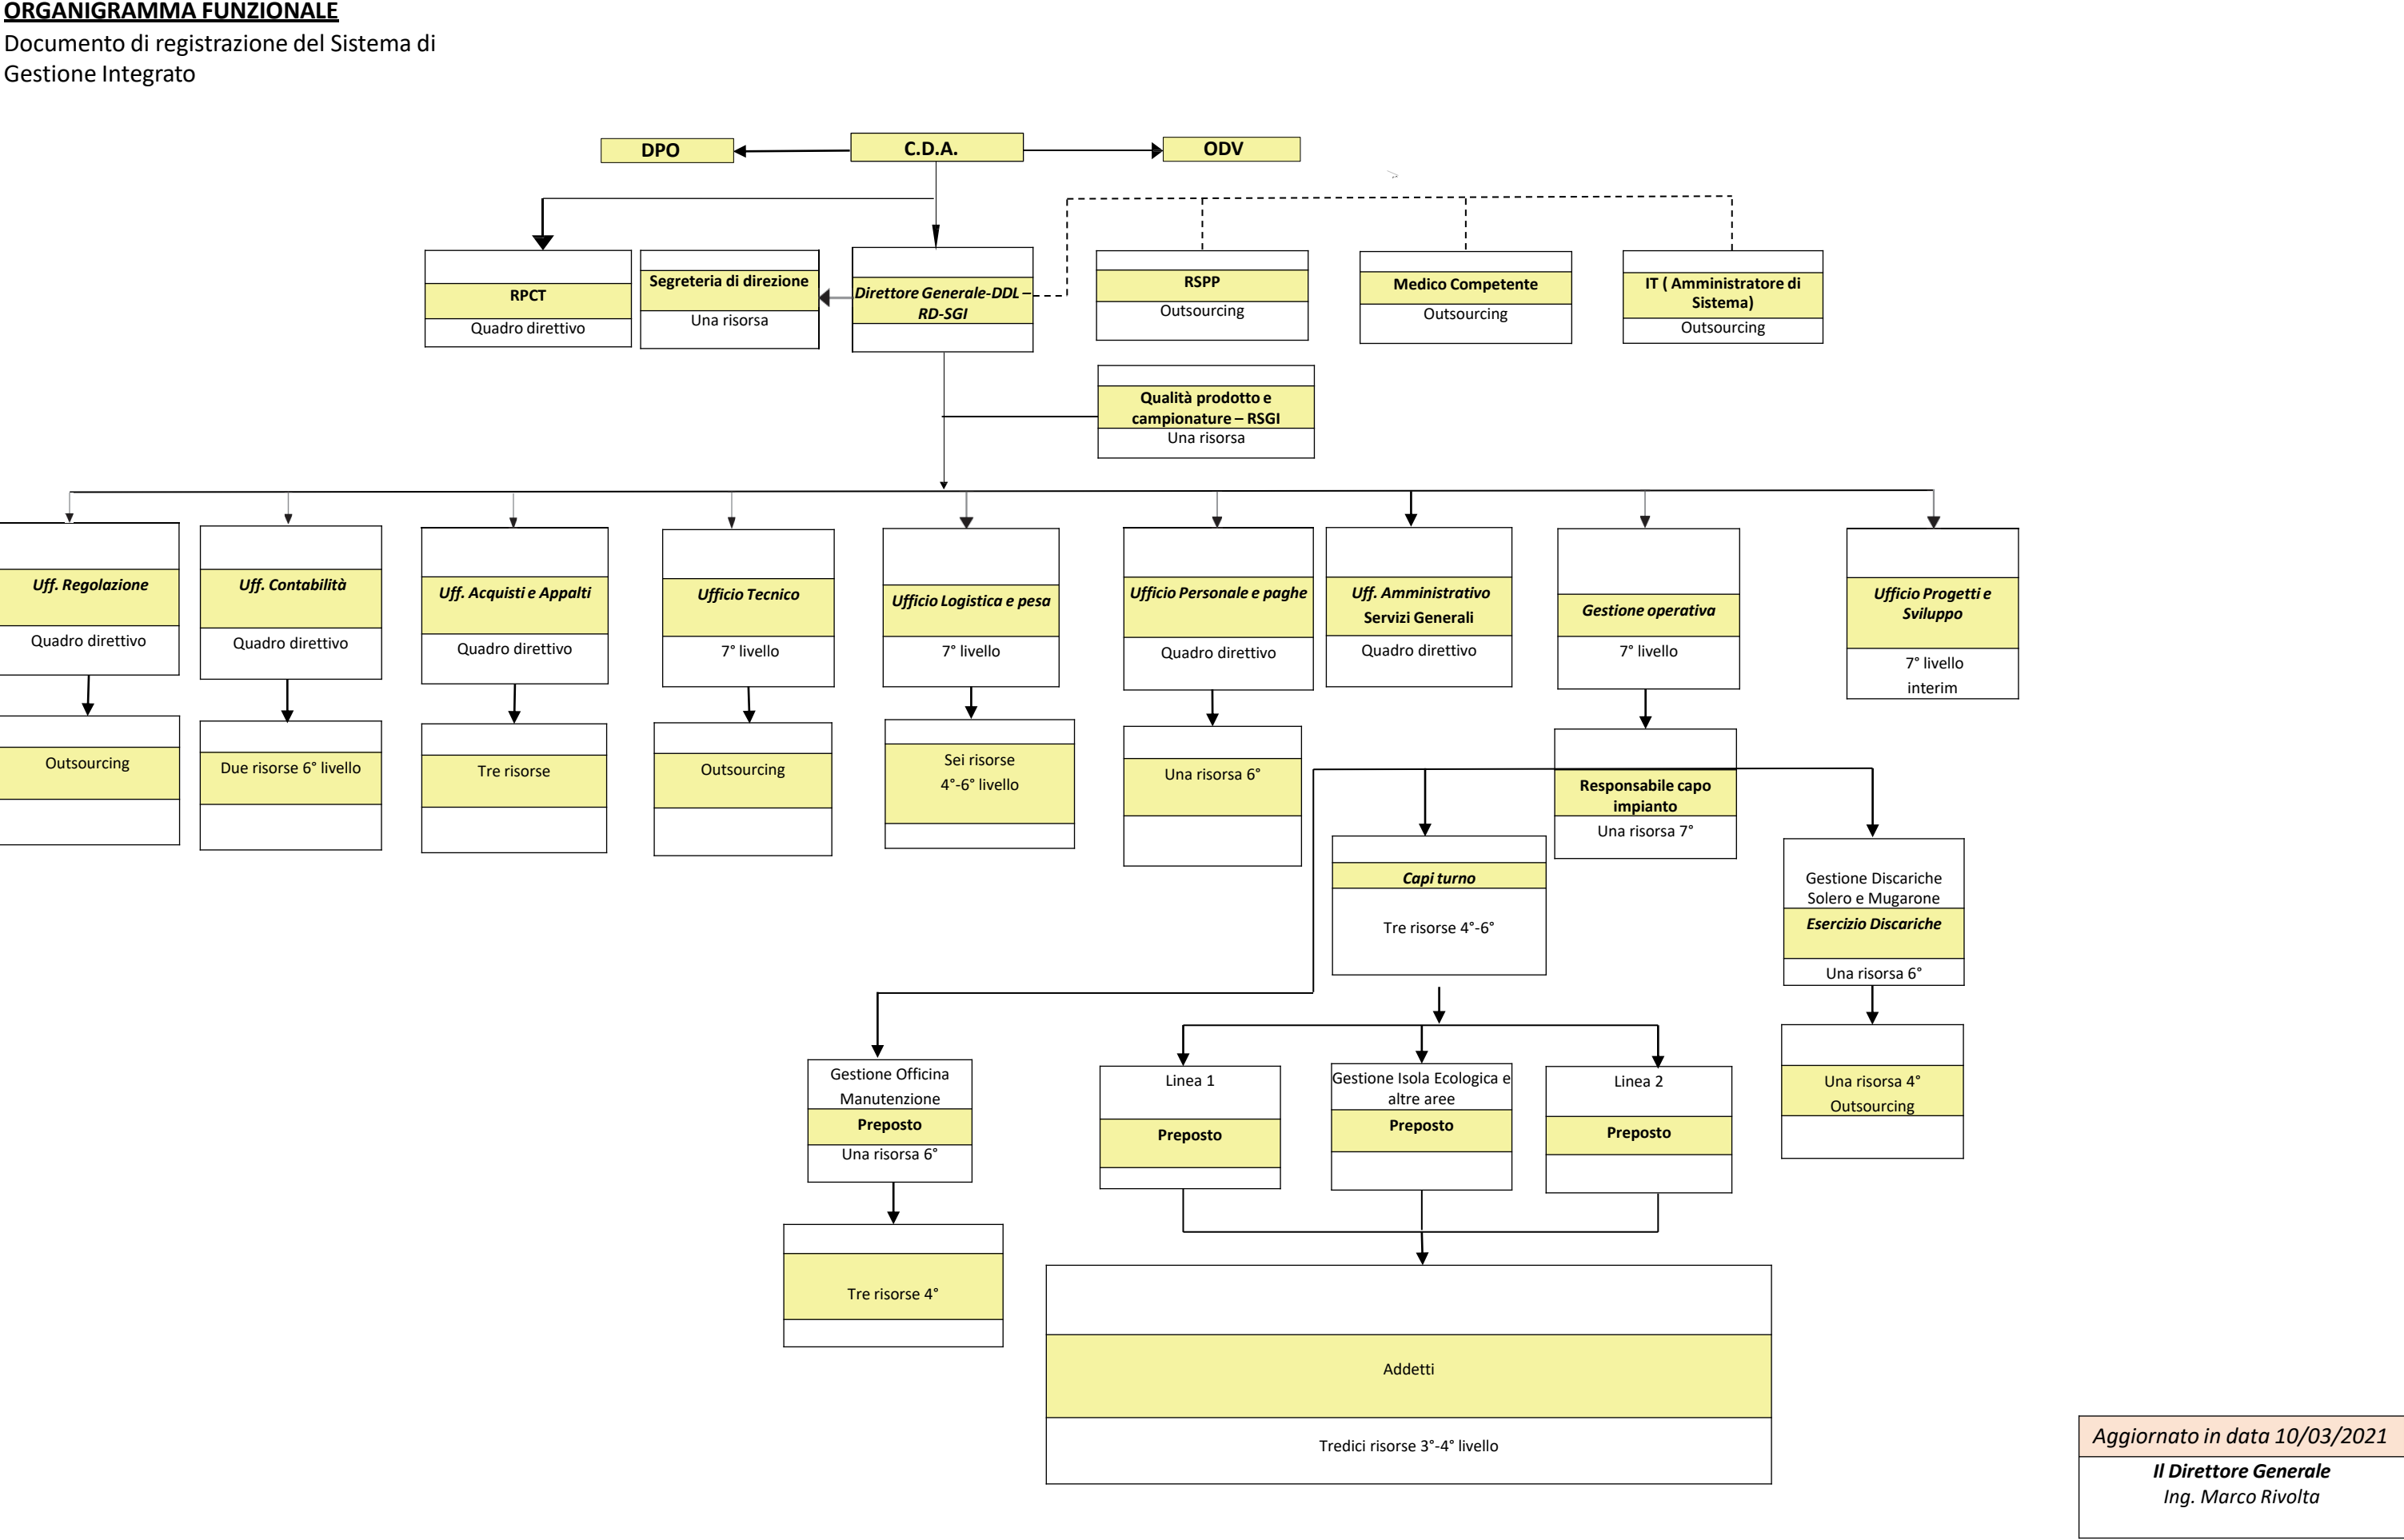 ORGANIGRAMMA FUNZIONALE
Documento di registrazione del Sistema di
Gestione Integrato
DPO
C.D.A.
ODV
RPCT
Quadro direttivo
Segreteria di direzione
Una risorsa
Direttore Generale-DDL –
RD-SGI
RSPP
Outsourcing
Medico Competente
Outsourcing
IT ( Amministratore di
Sistema)
Outsourcing
Qualità prodotto e
campionature – RSGI
Una risorsa
Uff. Regolazione
Quadro direttivo
Uff. Contabilità
Quadro direttivo
Uff. Acquisti e Appalti
Quadro direttivo
Ufficio Tecnico
7° livello
Ufficio Logistica e pesa
7° livello
Ufficio Personale e paghe
Quadro direttivo
Uff. Amministrativo
Servizi Generali
Quadro direttivo
Gestione operativa
7° livello
Ufficio Progetti e
Sviluppo
7° livello
interim
Outsourcing
Due risorse 6° livello
Tre risorse
Outsourcing
Sei risorse
4°-6° livello
Una risorsa 6°
Responsabile capo
impianto
Una risorsa 7°
Capi turno
Tre risorse 4°-6°
Gestione Discariche
Solero e Mugarone
Esercizio Discariche
Una risorsa 6°
Gestione Officina
Manutenzione
Preposto
Una risorsa 6°
Linea 1
Preposto
Gestione Isola Ecologica e
altre aree
Preposto
Linea 2
Preposto
Una risorsa 4°
Outsourcing
Tre risorse 4°
Addetti
Tredici risorse 3°-4° livello
Aggiornato in data 10/03/2021
Il Direttore Generale
Ing. Marco Rivolta